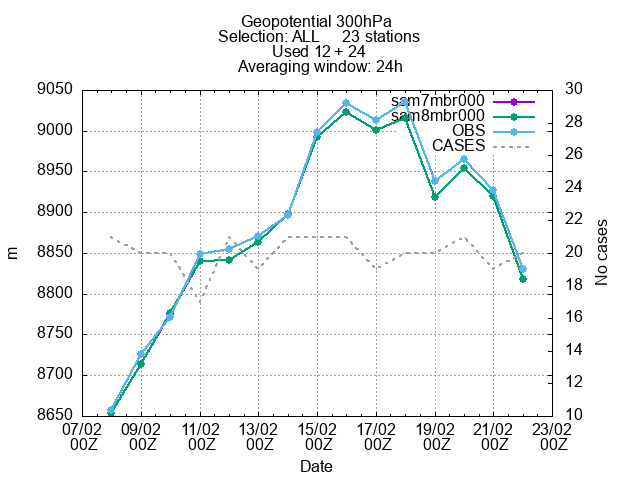 Geopotential 300hPa
Selection: ALL 23 stations
Used 12 + 24
Averaging window: 24h
sam7mbr000
sam8mbr000
OBS
CASES
9050
9000
8950
8900
8850
8800
8750
8700
8650
30
28
26
24
22
20
18
16
14
12
10
m
No cases
07/02 09/02 11/02 13/02 15/02 17/02 19/02 21/02 23/02
00Z 00Z 00Z 00Z 00Z 00Z 00Z 00Z 00Z
Date